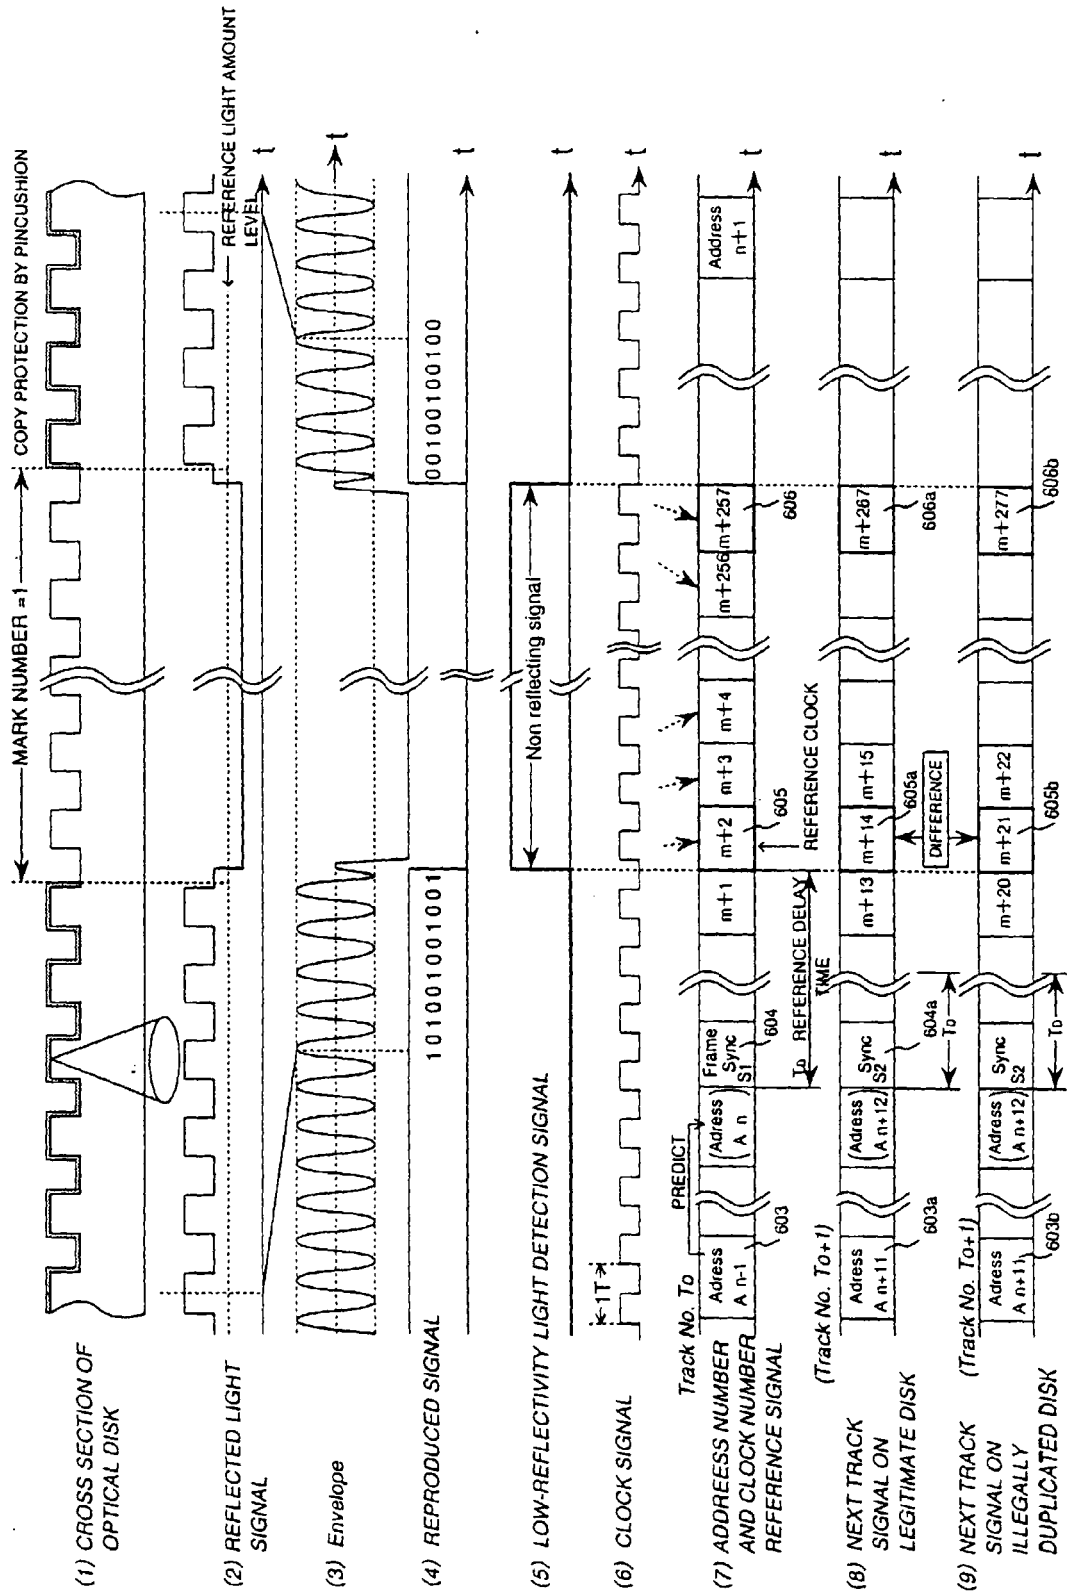 COPY PROTECTION BY PINCUSHION
MARK NUMBER =1
(1) CROSS SECTION OF
OPTICAL DISK
REFERENCE LIGHT AMOUNT
LEVEL
(2) REFLECTED LIGHT
SIGNAL
t
(3) Envelope
t
(4) REPRODUCED SIGNAL
1010010010 01
00100100100
t
(5) LOW-REFLECTIVITY LIGHT DETECTION SIGNAL
Non reflecting signal
t
(6) CLOCK SIGNAL
1T
t
Track No. To
PREDICT
(7) ADDREESS NUMBER
AND CLOCK NUMBER
REFERENCE SIGNAL
Adress
A n-1
(Adress
A n)
Frame
Sync
S1
m+1
m+2
m+3
m+4
m+256
m+257
Address
n+1
t
603
604
605
606
TD REFERENCE DELAY
TIME
REFERENCE CLOCK
(Track No. To+1)
(8) NEXT TRACK
SIGNAL ON
LEGITIMATE DISK
Adress
A n+11
(Adress
A n+12)
Sync
S2
m+13
m+14
m+15
m+267
t
603a
604a
605a
606a
TD
DIFFERENCE
(Track No. To+1)
(9) NEXT TRACK
SIGNAL ON
ILLEGALLY
DUPLICATED DISK
Adress
A n+11
(Adress
A n+12)
Sync
S2
m+20
m+21
m+22
m+277
t
603b
605b
606b
TD